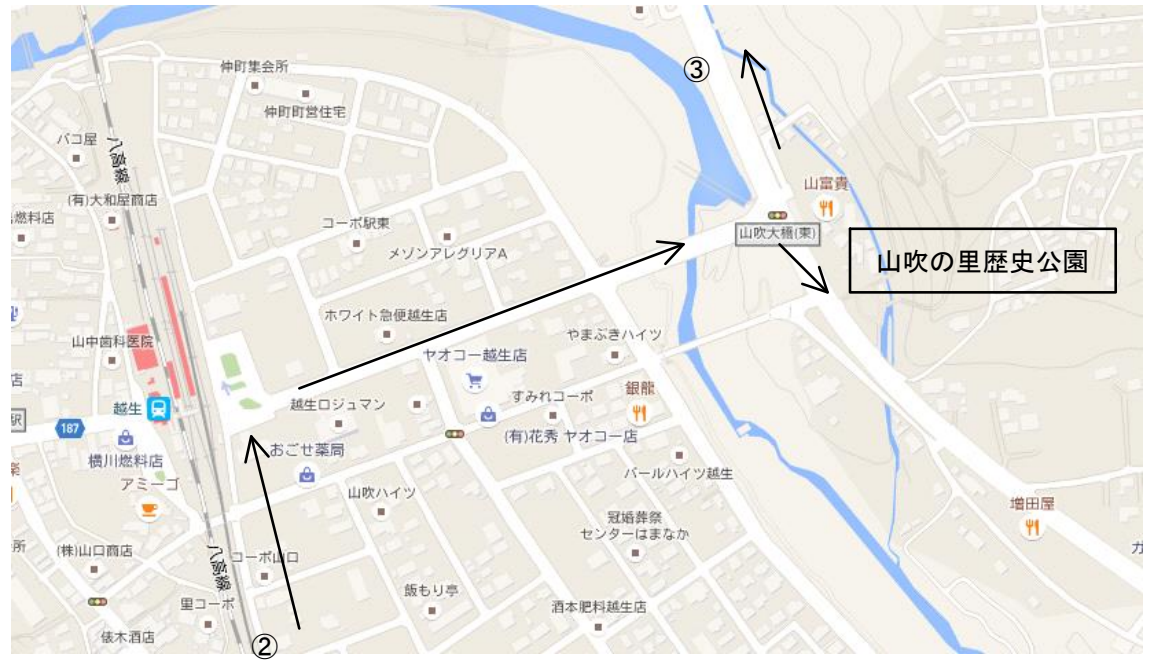 ③
仲町集会所
仲町町営住宅
パコ屋
八高線
山富貴
(有)大和屋商店
燃料店
コーポ駅東
山吹大橋(東)
メゾンアレグリアA
山吹の里歴史公園
ホワイト急便越生店
山中歯科医院
やまぶきハイツ
ヤオコー越生店
店
すみれコーポ
銀龍
越生
越生ロジュマン
駅
187
(有)花秀 ヤオコー店
おごせ薬局
横川燃料店
楽
アミーゴ
パールハイツ越生
山吹ハイツ
増田屋
冠婚葬祭
センターはまなか
所
(株)山口商店
八高線
コーポ山口
ガ
飯もり亭
里コーポ
酒本肥料越生店
俵木酒店
②